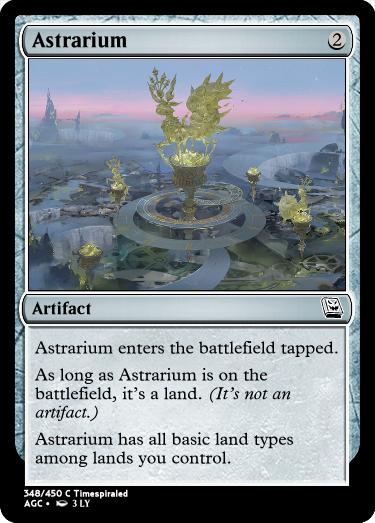 Astrarium
2
Artifact
Astrarium enters the battlefield tapped.
As long as Astrarium is on the
battlefield, it's a land. (It's not an
artifact.)
Astrarium has all basic land types
among lands you control.
348/450 C Timespiraled
AGC • 3 LY